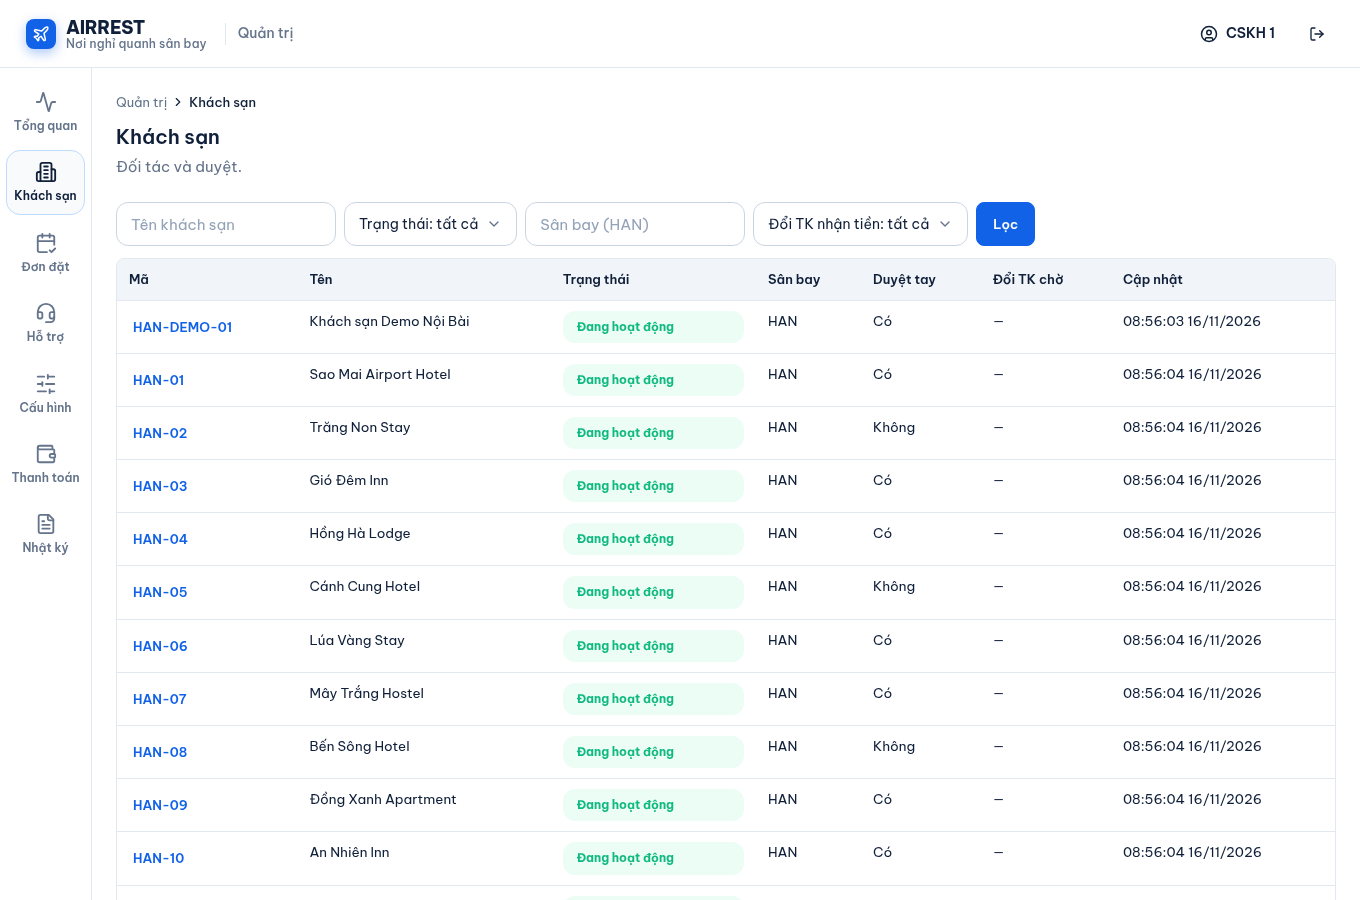 AIRREST
Nơi nghỉ quanh sân bay
Quản trị
CSKH 1
Tổng quan
Khách sạn
Đơn đặt
Hỗ trợ
Cấu hình
Thanh toán
Nhật ký
Quản trị > Khách sạn
Khách sạn
Đối tác và duyệt.
Tên khách sạn
Trạng thái: tất cả
Sân bay (HAN)
Đổi TK nhận tiền: tất cả
Lọc
Mã Tên Trạng thái Sân bay Duyệt tay Đổi TK chờ Cập nhật
HAN-DEMO-01 Khách sạn Demo Nội Bài Đang hoạt động HAN Có — 08:56:03 16/11/2026
HAN-01 Sao Mai Airport Hotel Đang hoạt động HAN Có — 08:56:04 16/11/2026
HAN-02 Trăng Non Stay Đang hoạt động HAN Không — 08:56:04 16/11/2026
HAN-03 Gió Đêm Inn Đang hoạt động HAN Có — 08:56:04 16/11/2026
HAN-04 Hồng Hà Lodge Đang hoạt động HAN Có — 08:56:04 16/11/2026
HAN-05 Cánh Cung Hotel Đang hoạt động HAN Không — 08:56:04 16/11/2026
HAN-06 Lúa Vàng Stay Đang hoạt động HAN Có — 08:56:04 16/11/2026
HAN-07 Mây Trắng Hostel Đang hoạt động HAN Có — 08:56:04 16/11/2026
HAN-08 Bến Sông Hotel Đang hoạt động HAN Không — 08:56:04 16/11/2026
HAN-09 Đồng Xanh Apartment Đang hoạt động HAN Có — 08:56:04 16/11/2026
HAN-10 An Nhiên Inn Đang hoạt động HAN Có — 08:56:04 16/11/2026